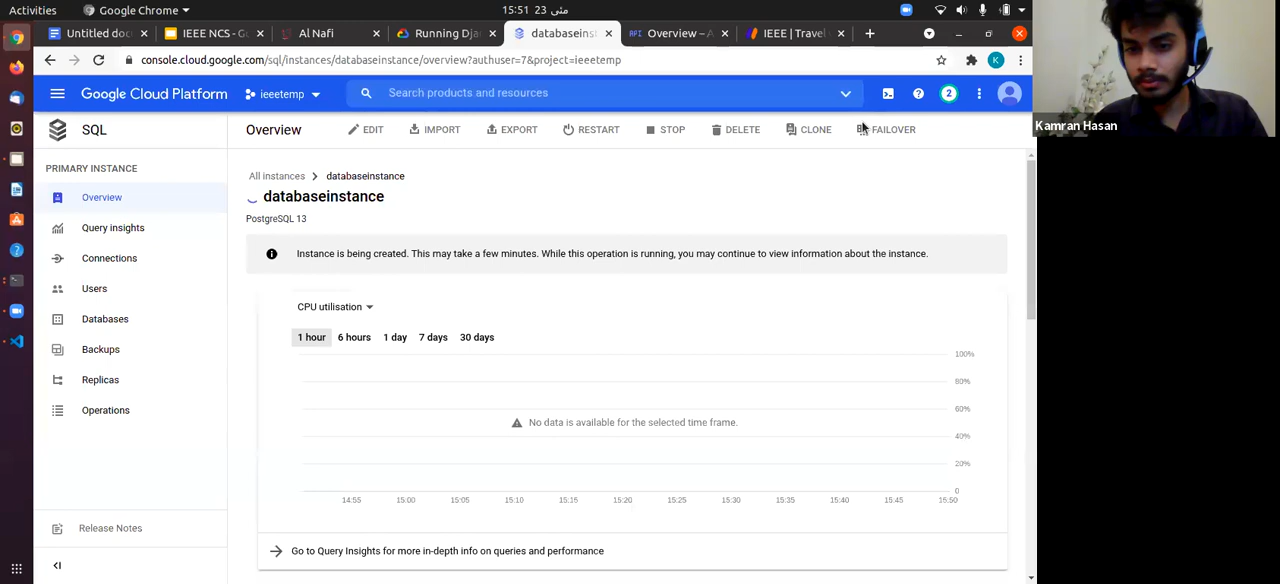 Activities
Google Chrome
15:51 23 مئی
Untitled doc
IEEE NCS - G
Al Nafi
Running Dja
databaseins
Overview – A
IEEE | Travel
console.cloud.google.com/sql/instances/databaseinstance/overview?authuser=7&project=ieeetemp
K
Google Cloud Platform
ieeetemp
Search products and resources
2
SQL
Overview
EDIT
IMPORT
EXPORT
RESTART
STOP
DELETE
CLONE
FAILOVER
Kamran Hasan
PRIMARY INSTANCE
Overview
Query insights
Connections
Users
Databases
Backups
Replicas
Operations
Release Notes
All instances > databaseinstance
databaseinstance
PostgreSQL 13
Instance is being created. This may take a few minutes. While this operation is running, you may continue to view information about the instance.
CPU utilisation
1 hour 6 hours 1 day 7 days 30 days
100%
80%
60%
No data is available for the selected time frame.
40%
20%
0
14:55 15:00 15:05 15:10 15:15 15:20 15:25 15:30 15:35 15:40 15:45 15:50
Go to Query Insights for more in-depth info on queries and performance